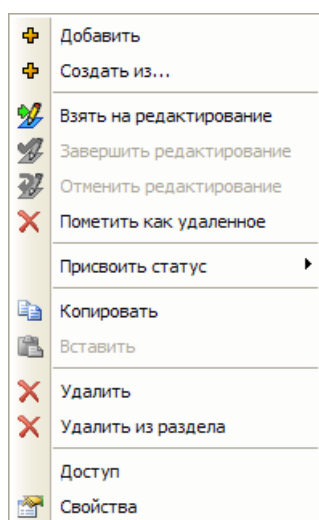 Добавить
Создать из...
Взять на редактирование
Завершить редактирование
Отменить редактирование
Пометить как удаленное
Присвоить статус
Копировать
Вставить
Удалить
Удалить из раздела
Доступ
Свойства